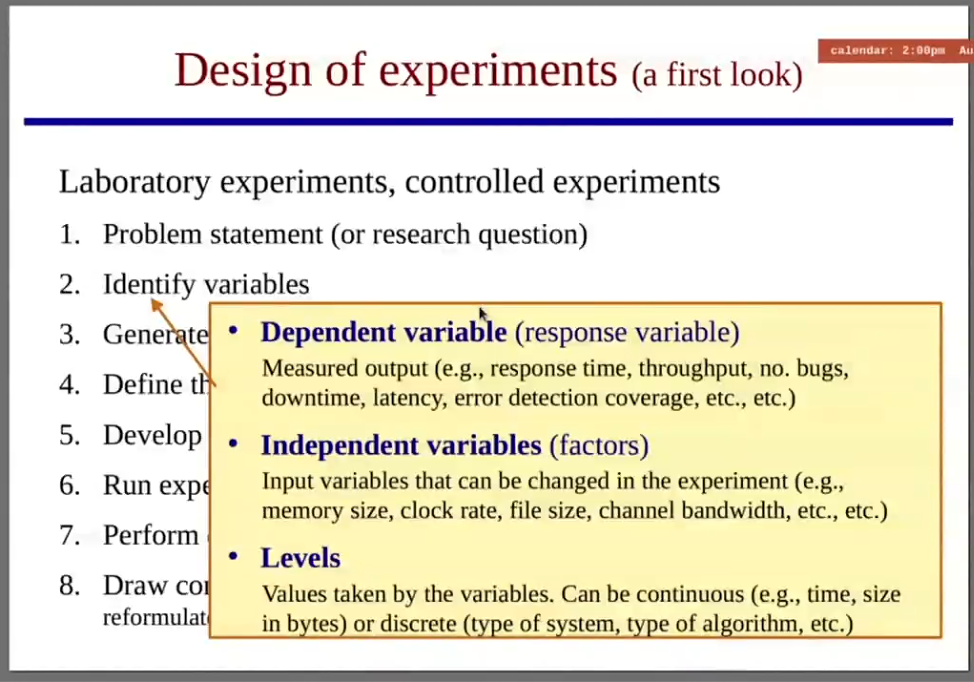 calendar: 2:00pm Au
Design of experiments (a first look)
Laboratory experiments, controlled experiments
1. Problem statement (or research question)
2. Identify variables
3. Generate
4. Define th
5. Develop
6. Run expe
7. Perform
8. Draw con
reformulate
• Dependent variable (response variable)
Measured output (e.g., response time, throughput, no. bugs,
downtime, latency, error detection coverage, etc., etc.)
• Independent variables (factors)
Input variables that can be changed in the experiment (e.g.,
memory size, clock rate, file size, channel bandwidth, etc., etc.)
• Levels
Values taken by the variables. Can be continuous (e.g., time, size
in bytes) or discrete (type of system, type of algorithm, etc.)